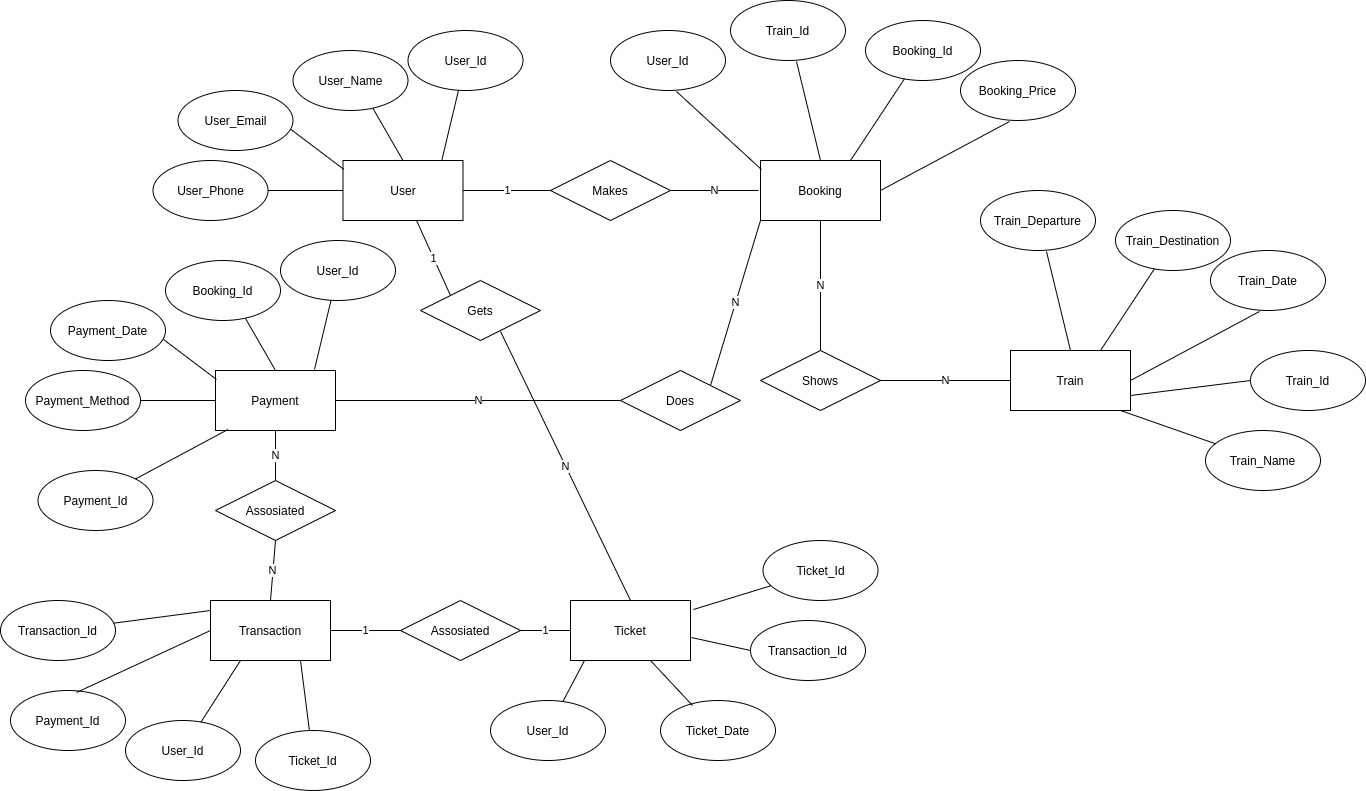 Train_Id
User_Id
User_Id
Booking_Id
User_Name
Booking_Price
User_Email
User_Phone
User
1
Makes
N
Booking
Train_Departure
Train_Destination
1
User_Id
Train_Date
Booking_Id
N
N
Gets
Payment_Date
Shows
N
Train
Train_Id
Payment_Method
Payment
N
Does
N
N
Train_Name
Payment_Id
Assosiated
N
Ticket_Id
Transaction_Id
Transaction
1
Assosiated
1
Ticket
Transaction_Id
Payment_Id
User_Id
Ticket_Date
User_Id
Ticket_Id